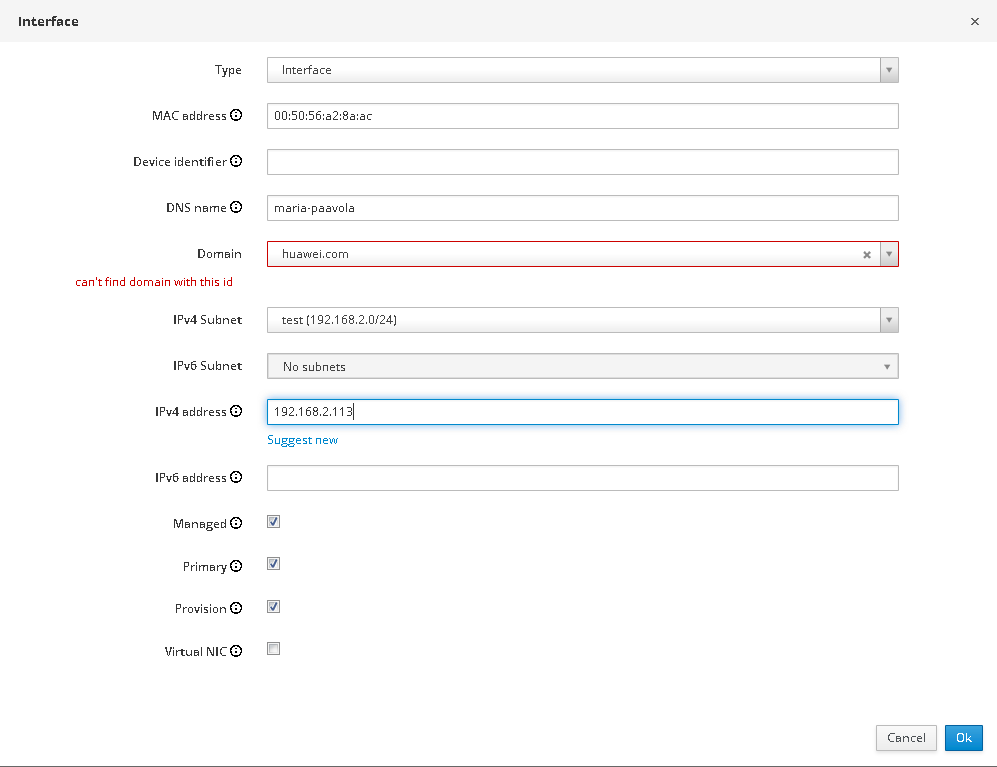 Interface ×
Type Interface
MAC address 00:50:56:a2:8a:ac
Device identifier
DNS name maria-paavola
Domain huawei.com ×
can't find domain with this id
IPv4 Subnet test (192.168.2.0/24)
IPv6 Subnet No subnets
IPv4 address 192.168.2.113
Suggest new
IPv6 address
Managed
Primary
Provision
Virtual NIC
Cancel Ok